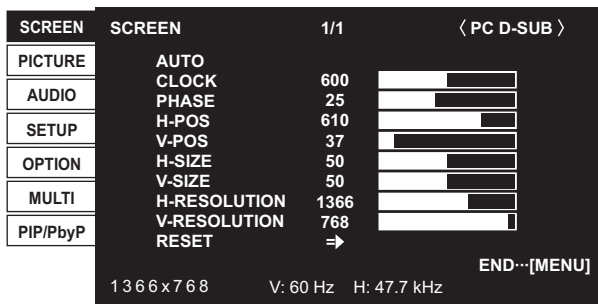 SCREEN
PICTURE
AUDIO
SETUP
OPTION
MULTI
PIP/PbyP
SCREEN 1/1 〈 PC D-SUB 〉
AUTO
CLOCK 600
PHASE 25
H-POS 610
V-POS 37
H-SIZE 50
V-SIZE 50
H-RESOLUTION 1366
V-RESOLUTION 768
RESET
END···[MENU]
1366x768 V: 60 Hz H: 47.7 kHz